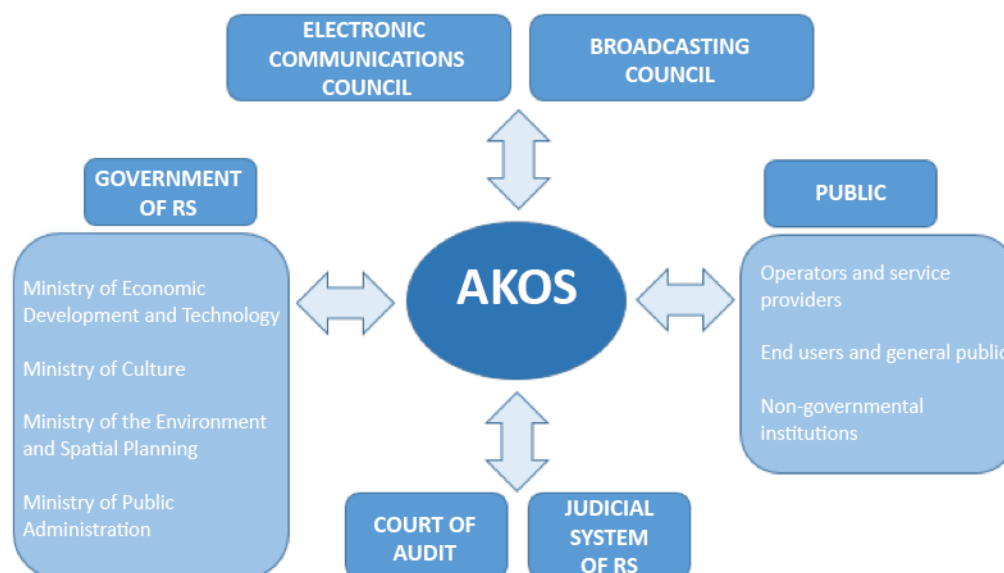 ELECTRONIC
COMMUNICATIONS
COUNCIL
BROADCASTING
COUNCIL
GOVERNMENT
OF RS
Ministry of Economic
Development and Technology
Ministry of Culture
Ministry of the Environment
and Spatial Planning
Ministry of Public
Administration
AKOS
PUBLIC
Operators and service
providers
End users and general public
Non-governmental
institutions
COURT OF
AUDIT
JUDICIAL
SYSTEM
OF RS